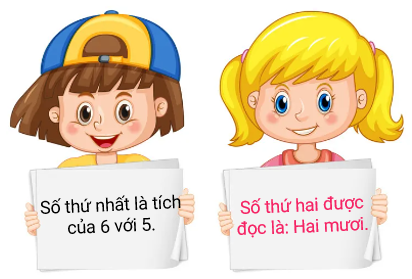 Số thứ nhất là tích
của 6 với 5.
Số thứ hai được
đọc là: Hai mươi.